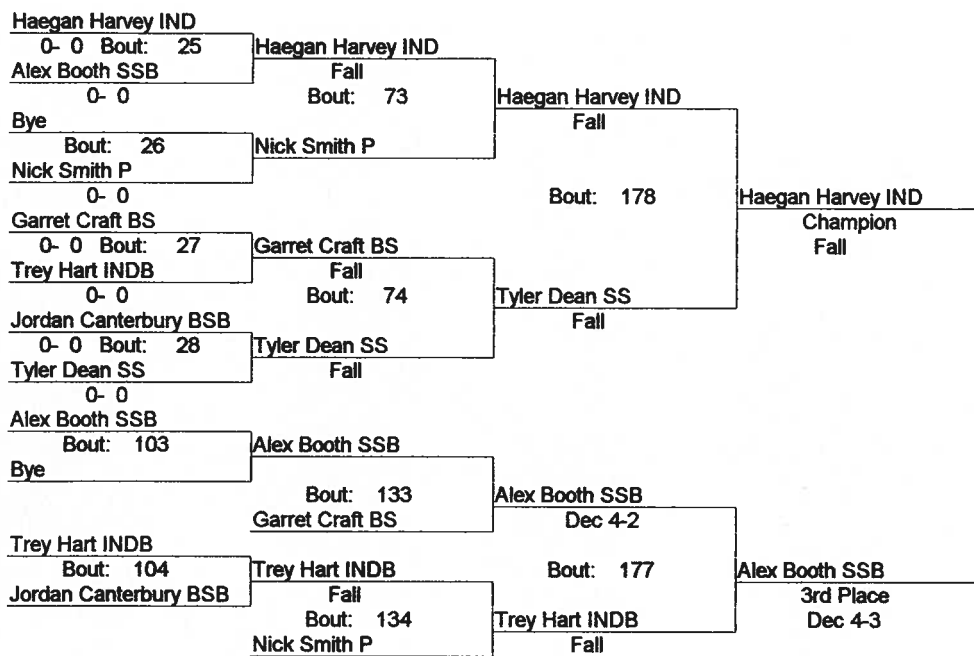 Haegan Harvey IND
0- 0 Bout: 25
Alex Booth SSB
0- 0
Bye
Bout: 26
Nick Smith P
0- 0
Garret Craft BS
0- 0 Bout: 27
Trey Hart INDB
0- 0
Jordan Canterbury BSB
0- 0 Bout: 28
Tyler Dean SS
0- 0
Haegan Harvey IND
Fall
Bout: 73
Nick Smith P
Garret Craft BS
Fall
Bout: 74
Tyler Dean SS
Fall
Haegan Harvey IND
Fall
Bout: 178
Tyler Dean SS
Fall
Haegan Harvey IND
Champion
Fall
Alex Booth SSB
Bout: 103
Bye
Trey Hart INDB
Bout: 104
Jordan Canterbury BSB
Alex Booth SSB
Bout: 133
Garret Craft BS
Trey Hart INDB
Fall
Bout: 134
Nick Smith P
Alex Booth SSB
Dec 4-2
Bout: 177
Trey Hart INDB
Fall
Alex Booth SSB
3rd Place
Dec 4-3